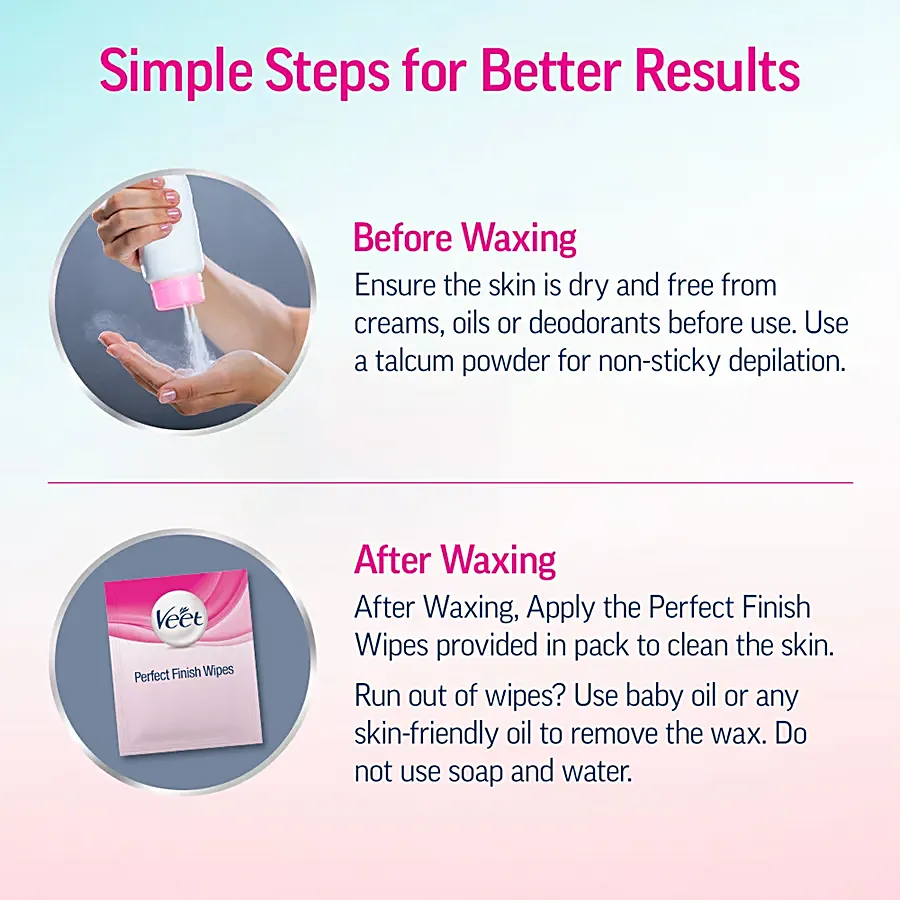 Simple Steps for Better Results
Before Waxing
Ensure the skin is dry and free from
creams, oils or deodorants before use. Use
a talcum powder for non-sticky depilation.
After Waxing
After Waxing, Apply the Perfect Finish
Wipes provided in pack to clean the skin.
Run out of wipes? Use baby oil or any
skin-friendly oil to remove the wax. Do
not use soap and water.
Veet
Perfect Finish Wipes